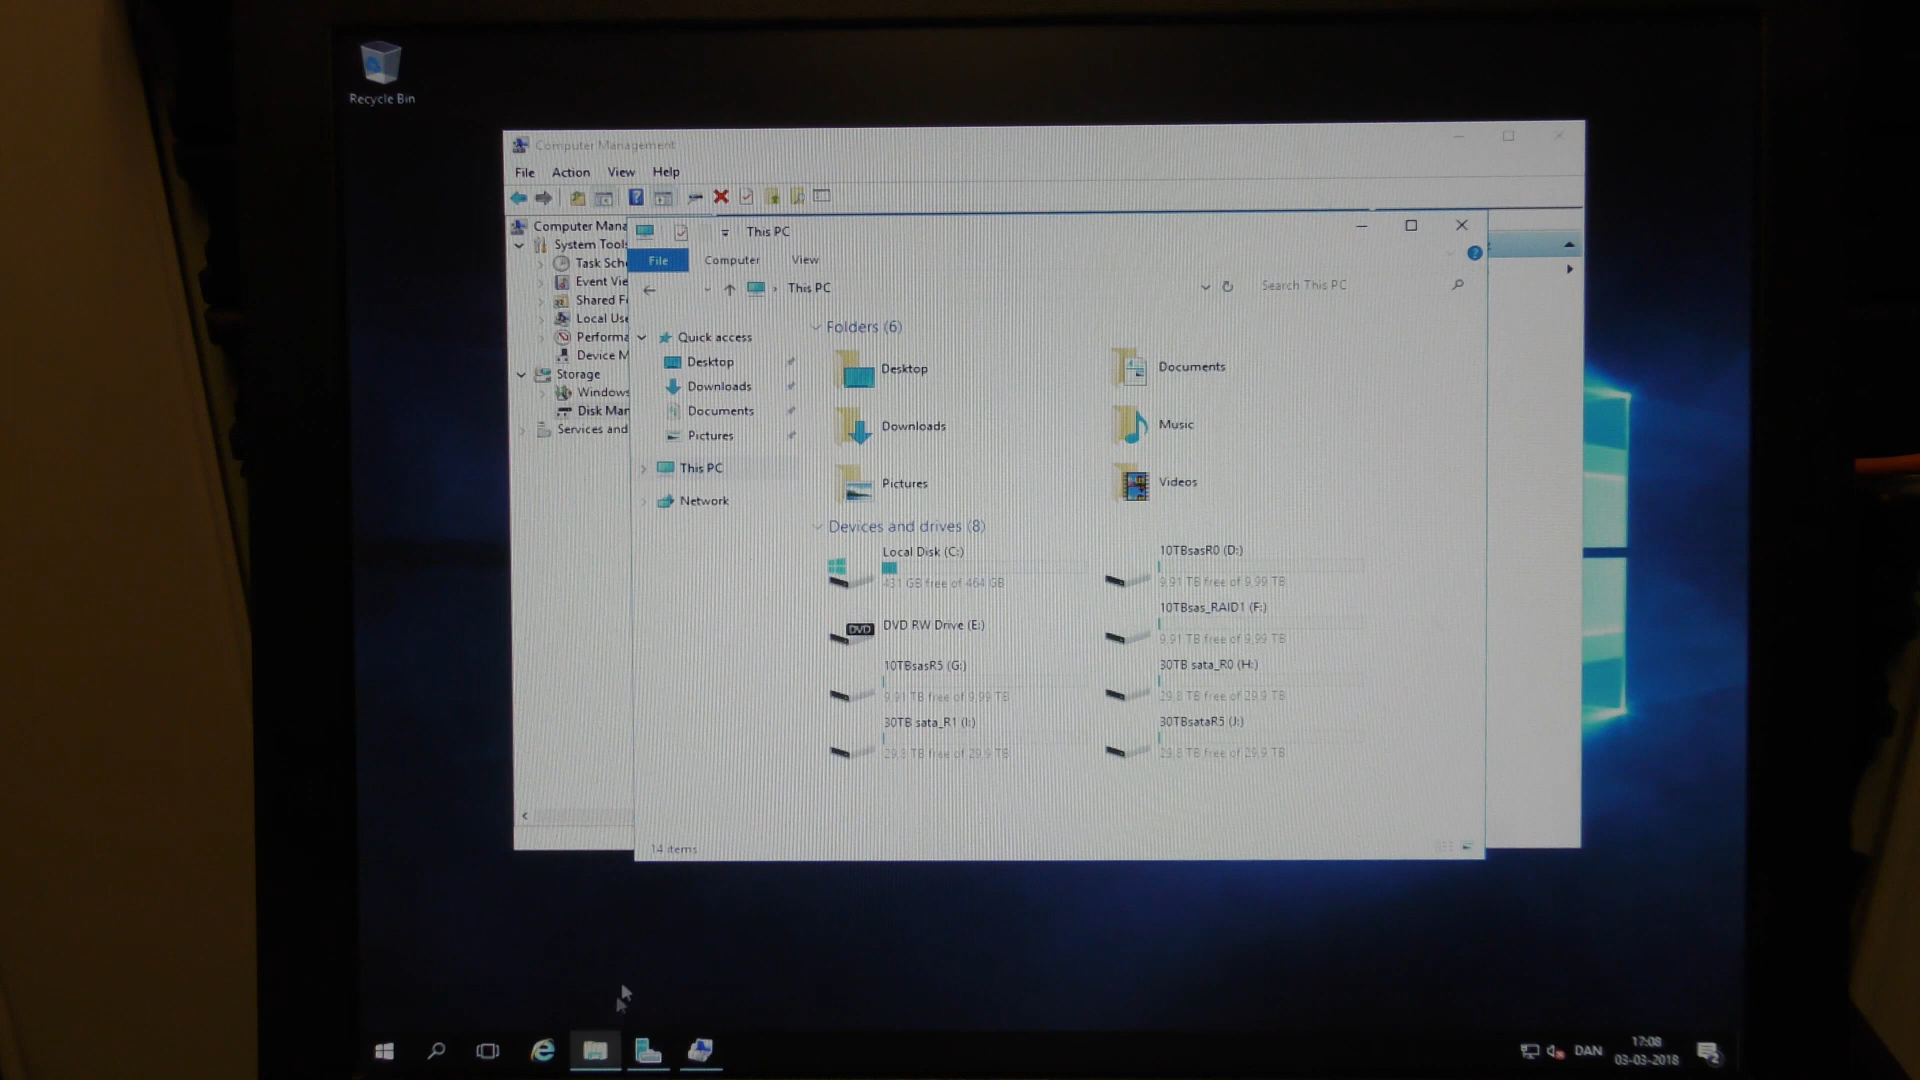 Recycle Bin
Computer Management
File Action View Help
Computer Mana
System Tools
Task Sch
Event Vie
Shared F
Local Use
Performa
Device M
Storage
Windows
Disk Man
Services and
This PC
File Computer View
This PC
Search This PC
Quick access
Desktop
Downloads
Documents
Pictures
This PC
Network
Folders (6)
Desktop
Documents
Downloads
Music
Pictures
Videos
Devices and drives (8)
Local Disk (C:)
431 GB free of 464 GB
10TBsasR0 (D:)
9.91 TB free of 9.99 TB
DVD
DVD RW Drive (E:)
10TBsas_RAID1 (F:)
9.91 TB free of 9.99 TB
10TBsasR5 (G:)
9.91 TB free of 9.99 TB
30TB sata_R0 (H:)
29.8 TB free of 29.9 TB
30TB sata_R1 (I:)
29.8 TB free of 29.9 TB
30TBsataR5 (J:)
29.8 TB free of 29.9 TB
14 items
DAN
17:08
03-03-2018
2